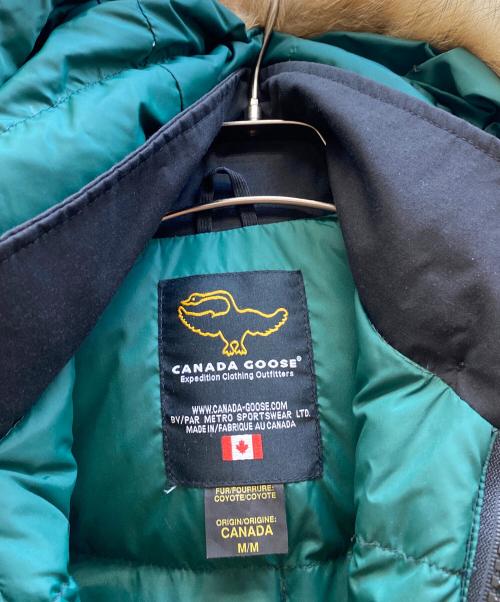 CANADA GOOSE®
Expedition Clothing Outfitters
WWW.CANADA-GOOSE.COM
BY/PAR METRO SPORTSWEAR LTD.
MADE IN/FABRIQUE AU CANADA
FUR/FOURRURE:
COYOTE/COYOTE
ORIGIN/ORIGINE:
CANADA
M/M